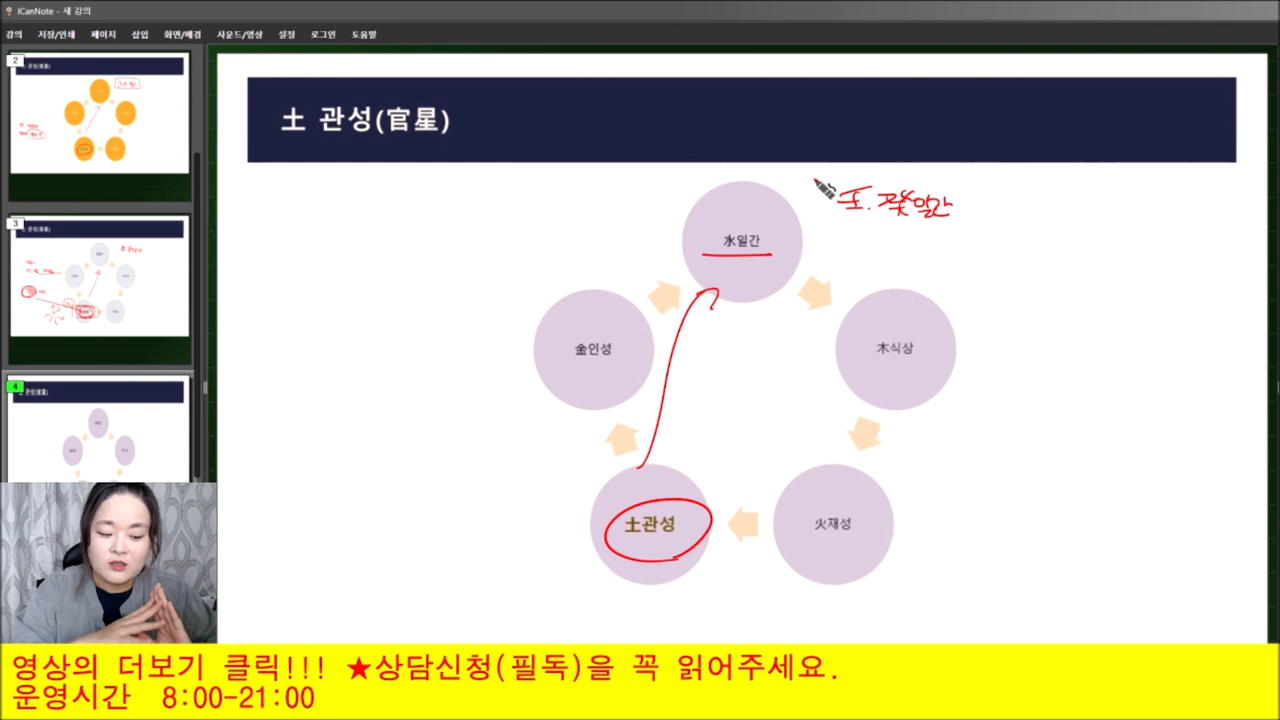 ICanNote - 새 강의
강의 저장/인쇄 페이지 삽입 화면/배경 사운드/영상 설정 로그인 도움말
2
3
4
土 관성(官星)
水일간
金인성
木식상
土관성
火재성
영상의 더보기 클릭!!! ★상담신청(필독)을 꼭 읽어주세요.
운영시간 8:00-21:00